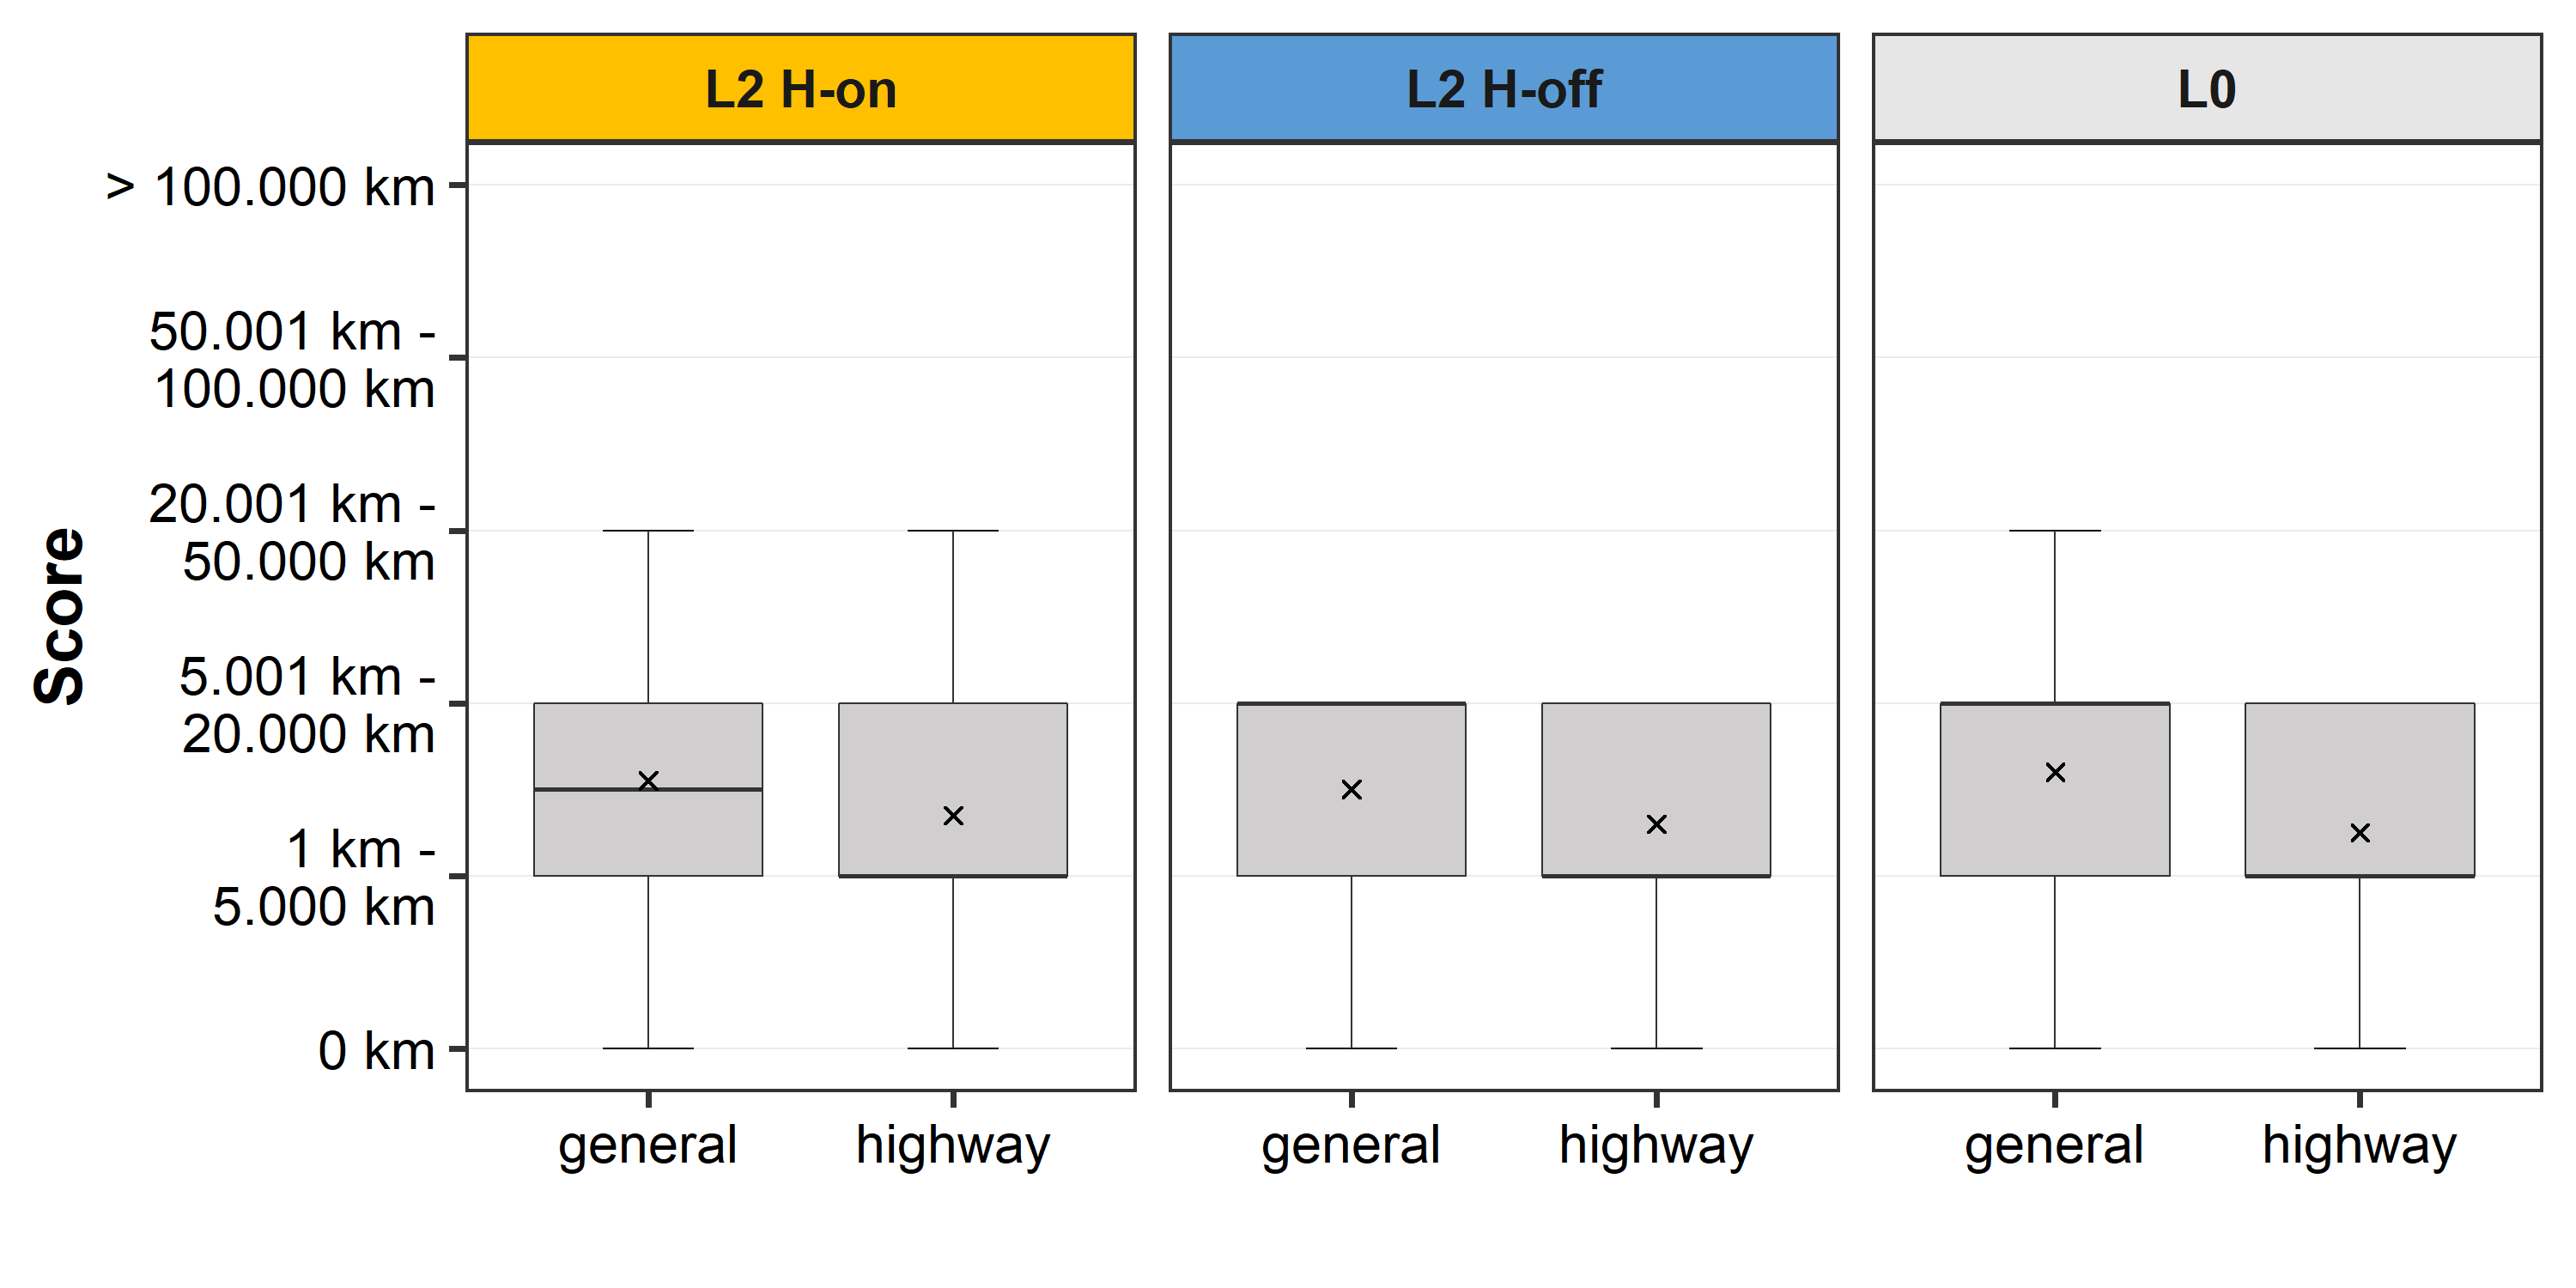 L2 H-on
L2 H-off
L0
Score
> 100.000 km
50.001 km -
100.000 km
20.001 km -
50.000 km
5.001 km -
20.000 km
1 km -
5.000 km
0 km
general
highway
general
highway
general
highway